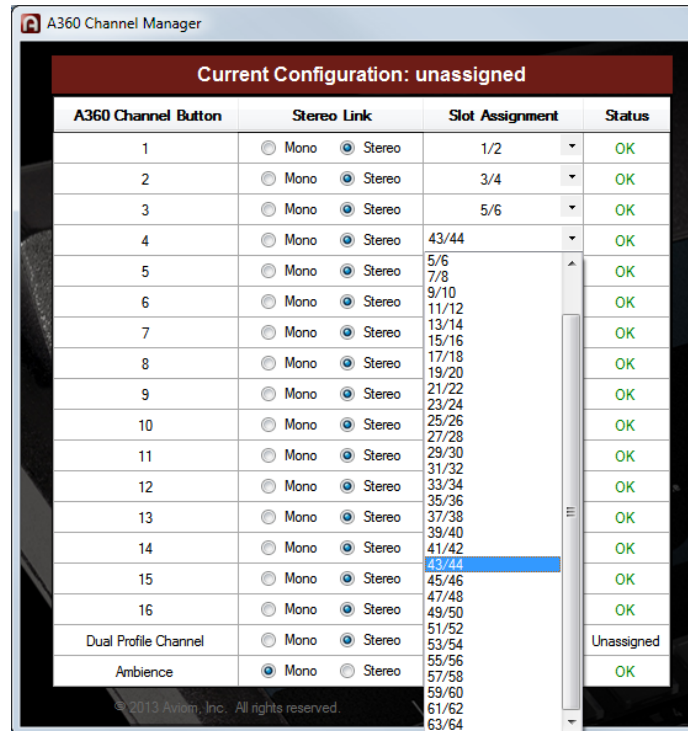 A360 Channel Manager
Current Configuration: unassigned
A360 Channel Button Stereo Link Slot Assignment Status
1 Mono Stereo 1/2 OK
2 Mono Stereo 3/4 OK
3 Mono Stereo 5/6 OK
4 Mono Stereo 43/44 OK
5 Mono Stereo OK
6 Mono Stereo OK
7 Mono Stereo OK
8 Mono Stereo OK
9 Mono Stereo OK
10 Mono Stereo OK
11 Mono Stereo OK
12 Mono Stereo OK
13 Mono Stereo OK
14 Mono Stereo OK
15 Mono Stereo OK
16 Mono Stereo OK
Dual Profile Channel Mono Stereo Unassigned
Ambience Mono Stereo OK
5/6
7/8
9/10
11/12
13/14
15/16
17/18
19/20
21/22
23/24
25/26
27/28
29/30
31/32
33/34
35/36
37/38
39/40
41/42
43/44
45/46
47/48
49/50
51/52
53/54
55/56
57/58
59/60
61/62
63/64
© 2013 Aviom, Inc. All rights reserved.